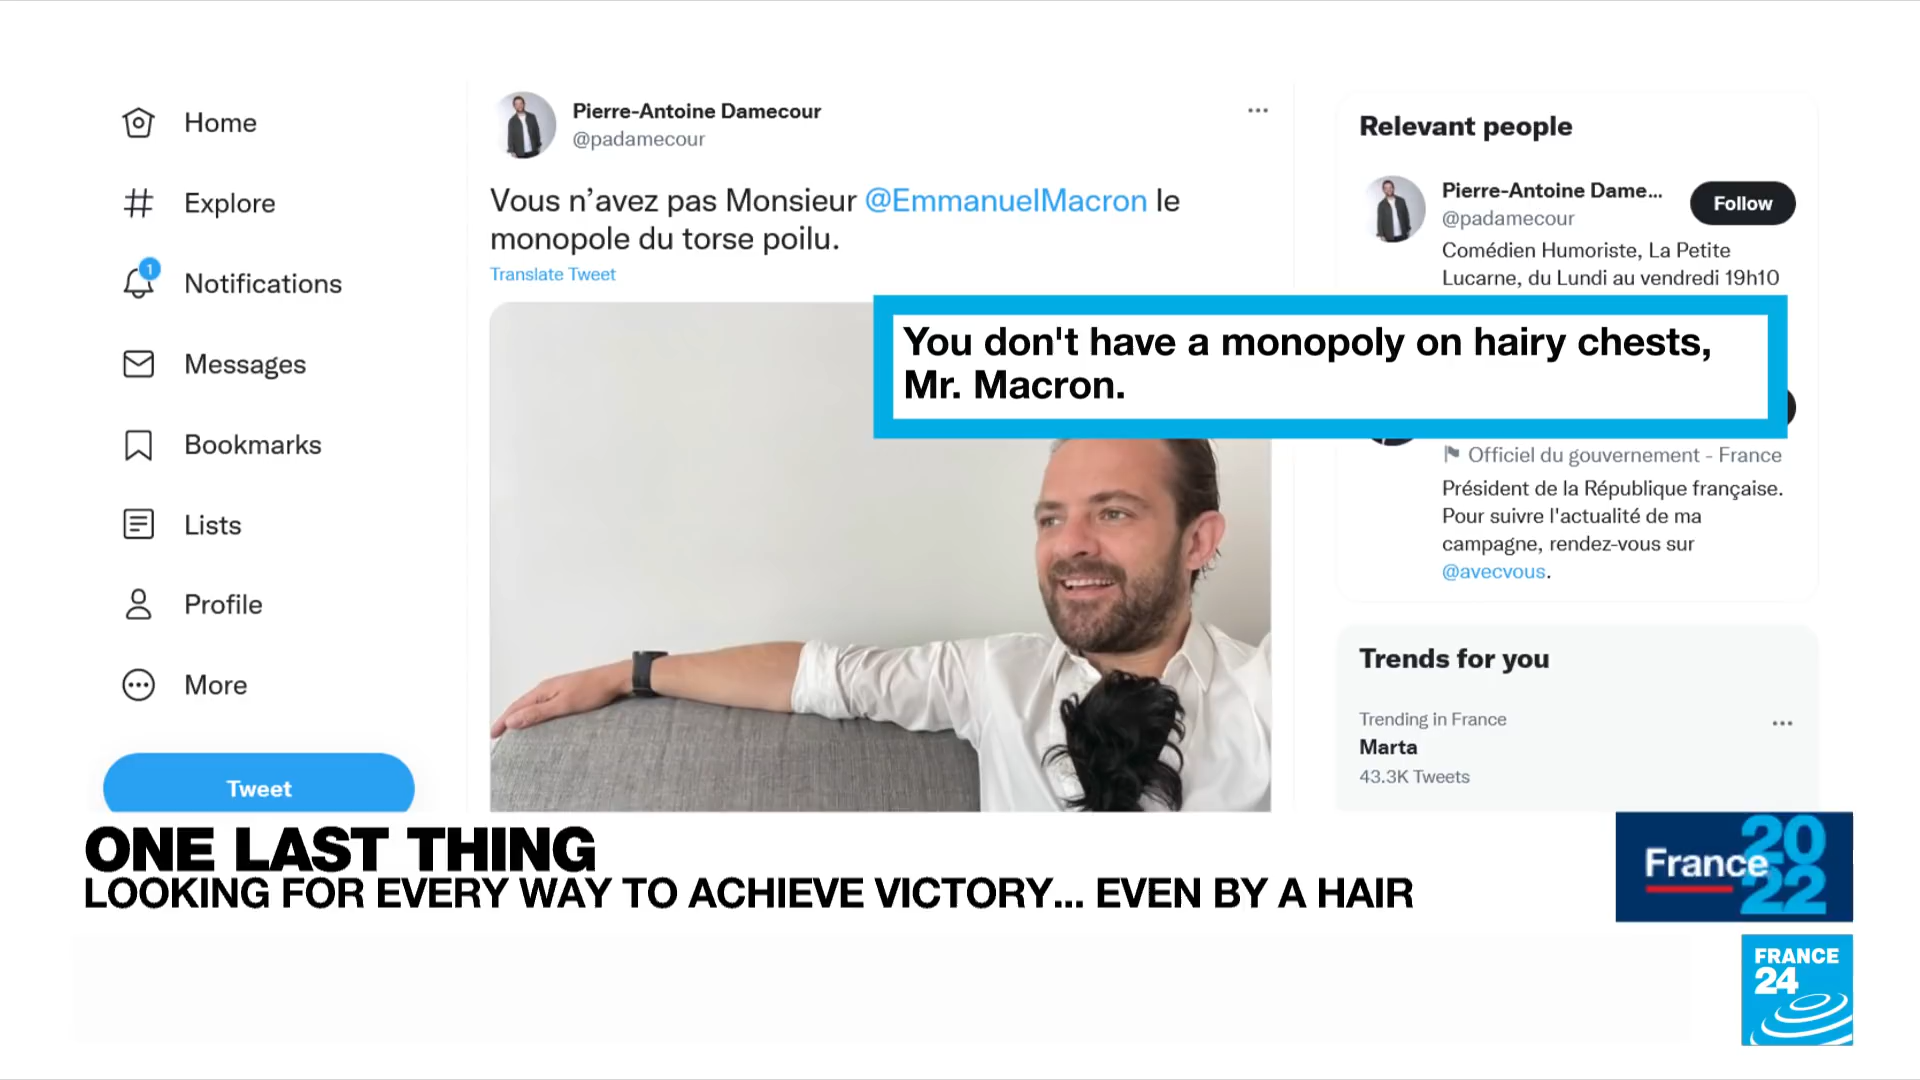 Home
Explore
1
Notifications
Messages
Bookmarks
Lists
Profile
More
Tweet
Pierre-Antoine Damecour
@padamecour
Vous n’avez pas Monsieur @EmmanuelMacron le
monopole du torse poilu.
Translate Tweet
Relevant people
Pierre-Antoine Dame...
@padamecour
Follow
Comédien Humoriste, La Petite
Lucarne, du Lundi au vendredi 19h10
You don't have a monopoly on hairy chests,
Mr. Macron.
Officiel du gouvernement - France
Président de la République française.
Pour suivre l'actualité de ma
campagne, rendez-vous sur
@avecvous.
Trends for you
Trending in France
Marta
43.3K Tweets
ONE LAST THING
LOOKING FOR EVERY WAY TO ACHIEVE VICTORY... EVEN BY A HAIR
France
20
22
FRANCE
24